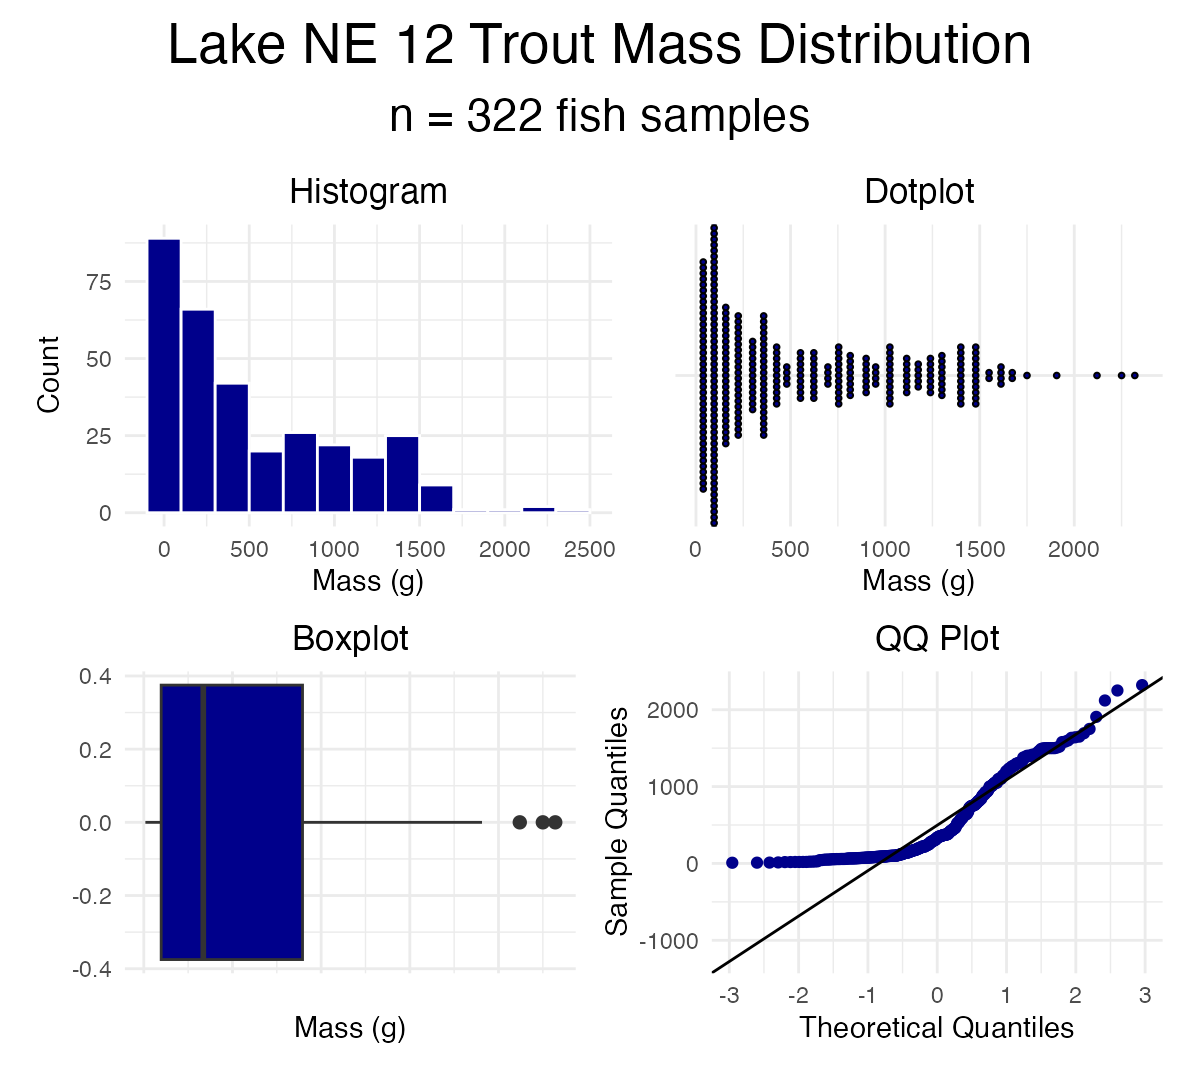 Lake NE 12 Trout Mass Distribution
n = 322 fish samples
Histogram
Count
75
50
25
0
0 500 1000 1500 2000 2500
Mass (g)
Dotplot
0 500 1000 1500 2000
Mass (g)
Boxplot
0.4
0.2
0.0
-0.2
-0.4
Mass (g)
QQ Plot
Sample Quantiles
2000
1000
0
-1000
-3 -2 -1 0 1 2 3
Theoretical Quantiles